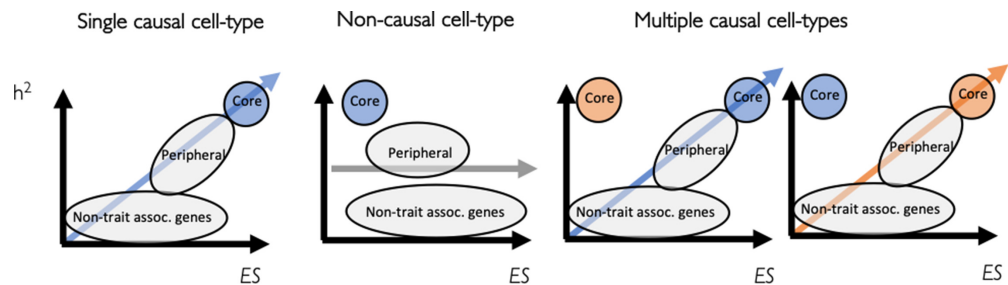 Single causal cell-type
Non-causal cell-type
Multiple causal cell-types
h²
Core
Peripheral
Non-trait assoc. genes
ES
Core
Peripheral
Non-trait assoc. genes
ES
Core
Core
Peripheral
Non-trait assoc. genes
ES
Core
Core
Peripheral
Non-trait assoc. genes
ES